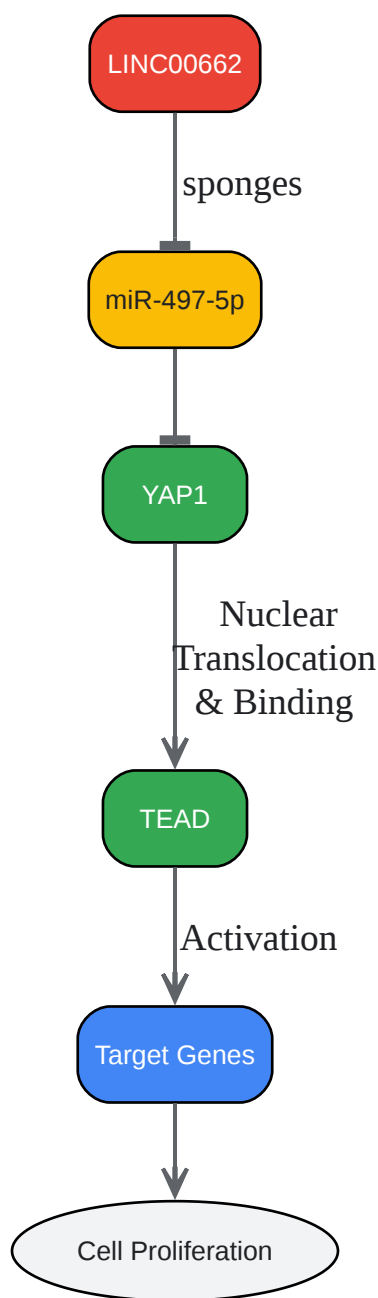 LINC00662
sponges
miR-497-5p
YAP1
Nuclear
Translocation
& Binding
TEAD
Activation
Target Genes
Cell Proliferation